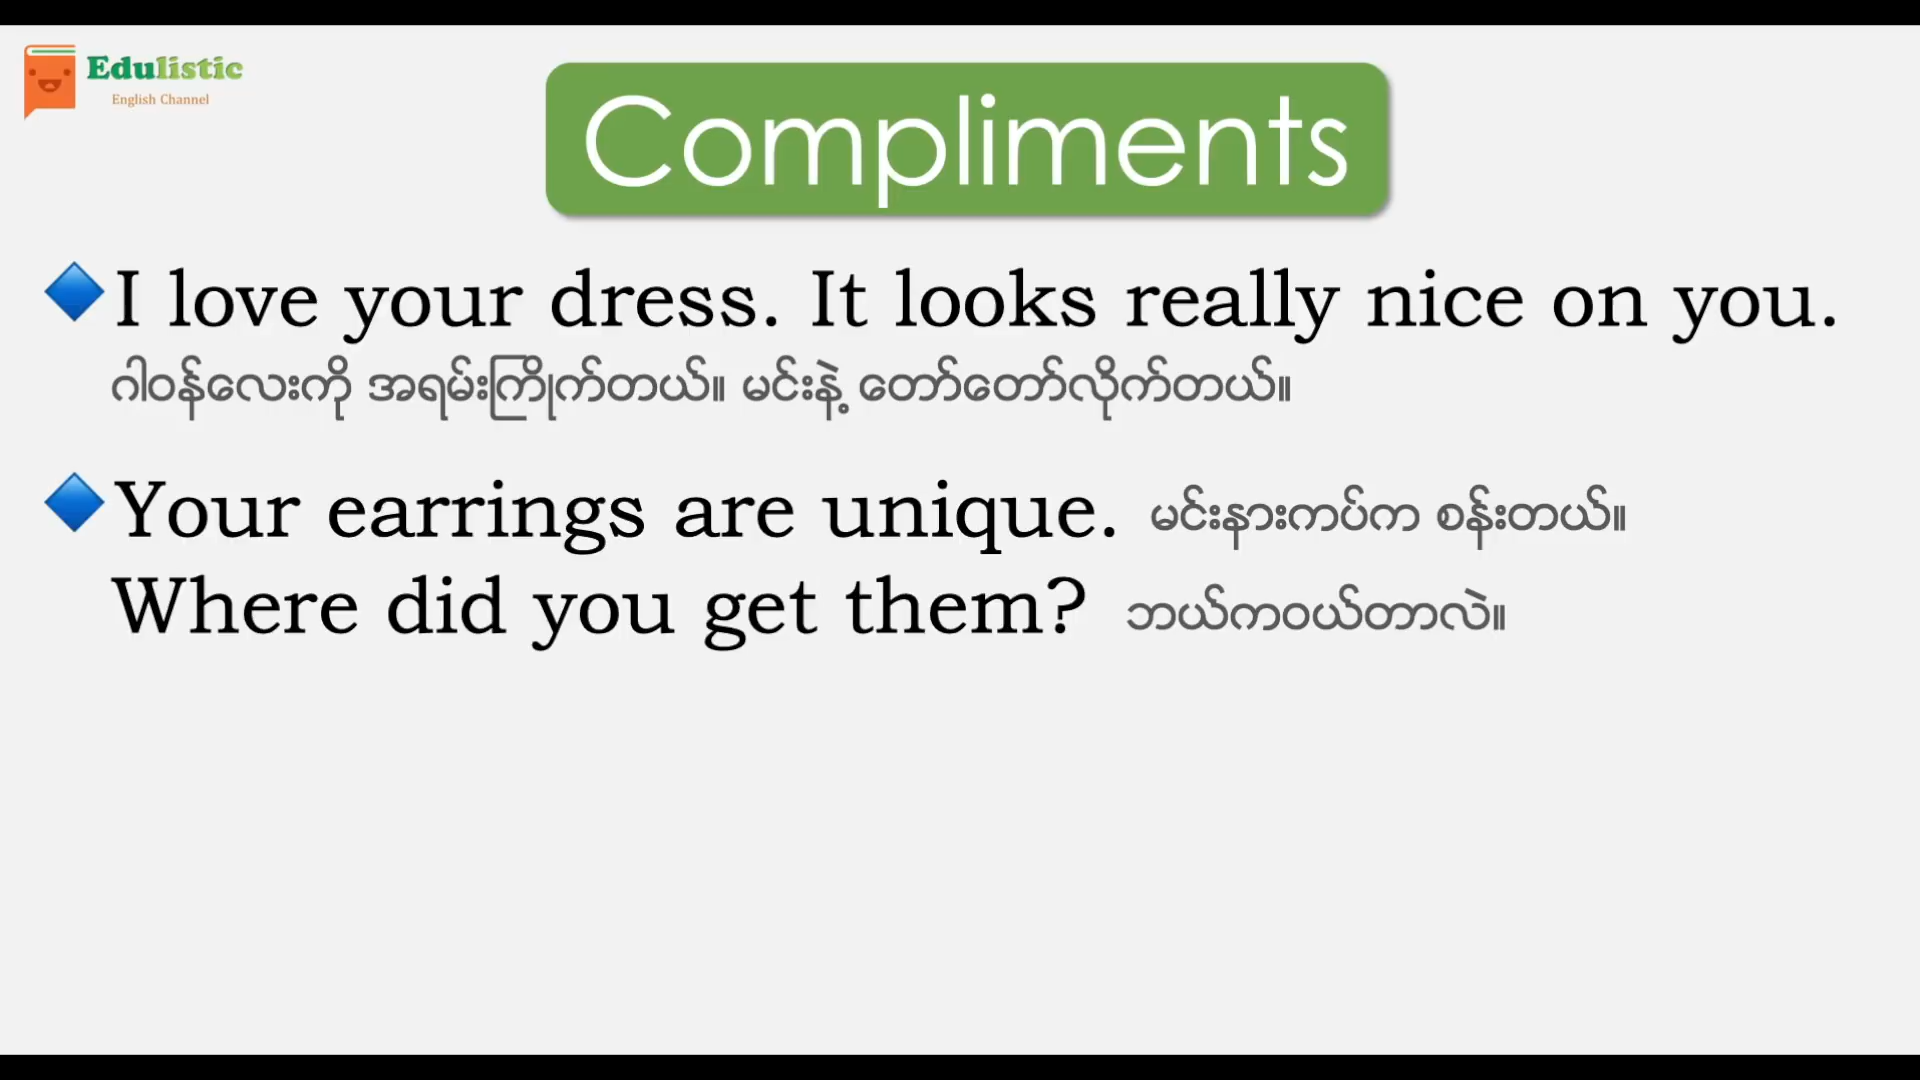 Edulistic
English Channel
Compliments
I love your dress. It looks really nice on you.
ဂါဝန်လေးကို အရမ်းကြိုက်တယ်။ မင်းနဲ့ တော်တော်လိုက်တယ်။
Your earrings are unique. မင်းနားကပ်က စန်းတယ်။
Where did you get them? ဘယ်ကဝယ်တာလဲ။